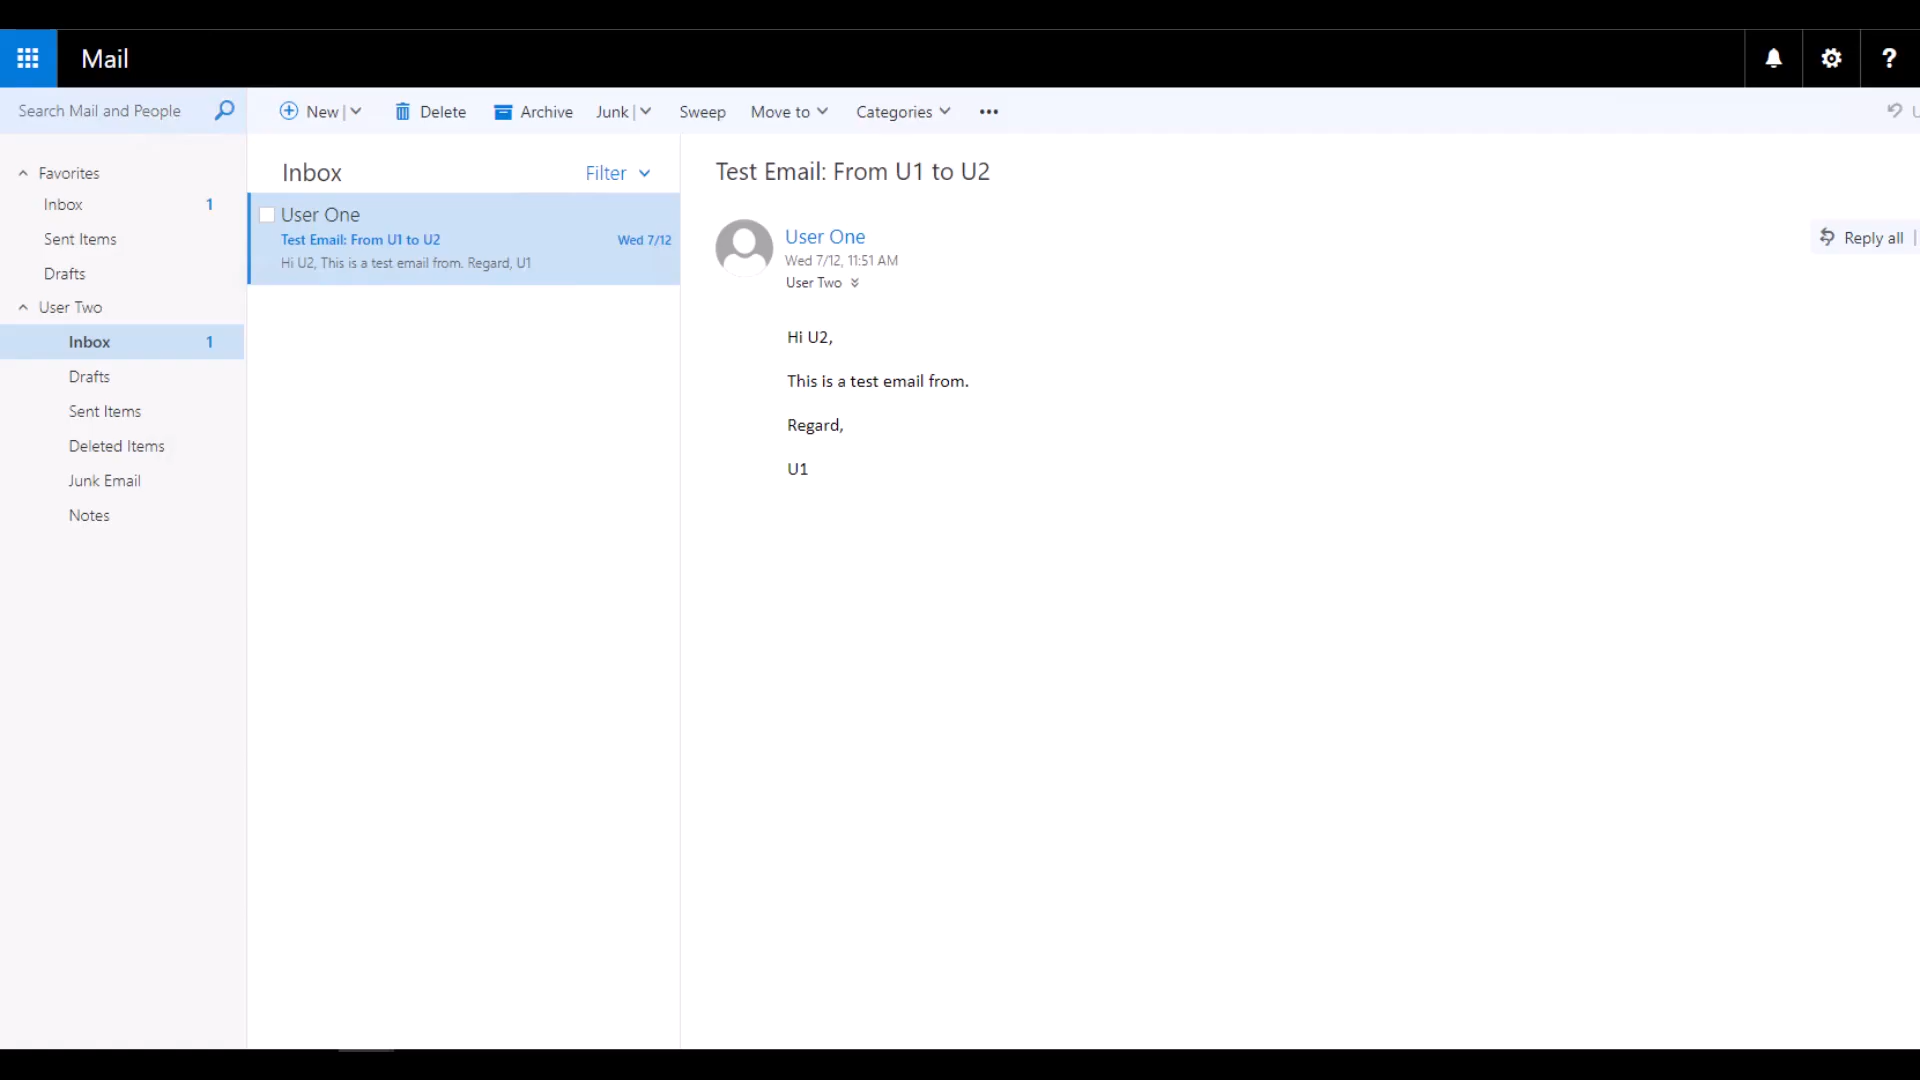 Mail
?
Search Mail and People
New | Delete Archive Junk | Sweep Move to Categories •••
Favorites
Inbox 1
Sent Items
Drafts
User Two
Inbox 1
Drafts
Sent Items
Deleted Items
Junk Email
Notes
Inbox Filter
User One
Test Email: From U1 to U2 Wed 7/12
Hi U2, This is a test email from. Regard, U1
Test Email: From U1 to U2
User One
Wed 7/12, 11:51 AM
User Two
Reply all |
Hi U2,
This is a test email from.
Regard,
U1